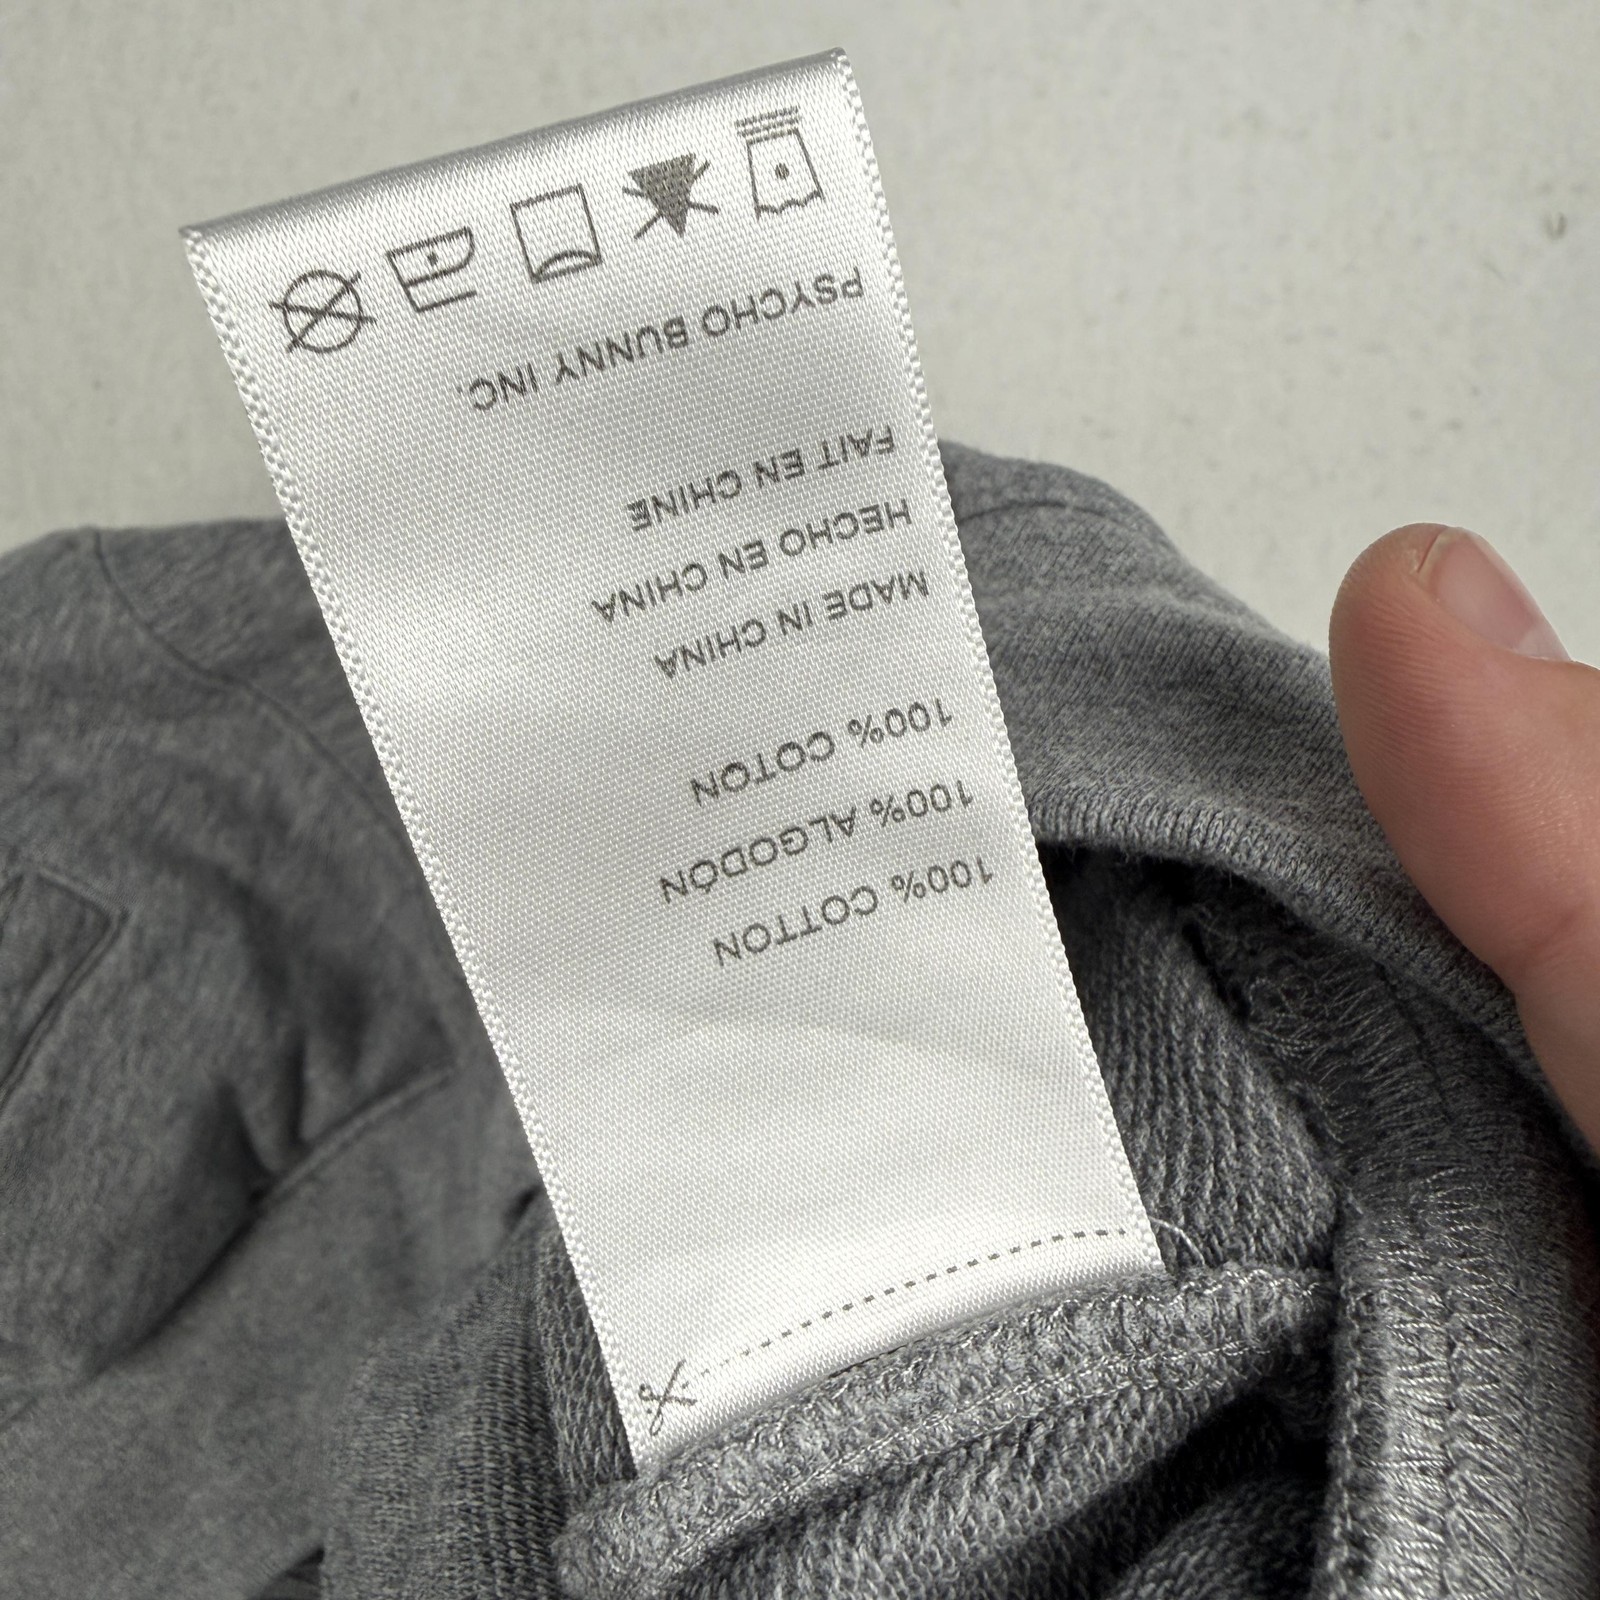 100% COTTON
100% ALGODÓN
100% COTON
MADE IN CHINA
HECHO EN CHINA
FAIT EN CHINE
PSYCHO BUNNY INC.